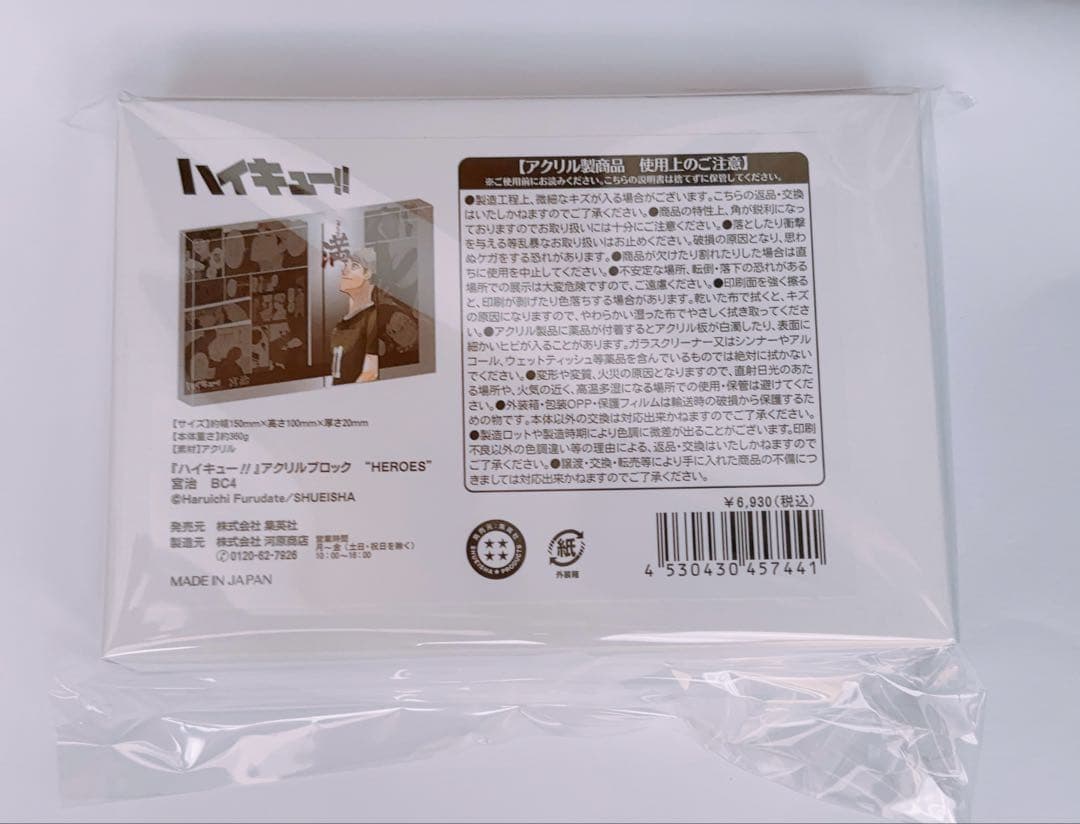 ハイキュー!!
満
ハイキュー!!
【サイズ】約幅150mm×高さ100mm×厚さ20mm
【本体重さ】約360g
【素材】アクリル
『ハイキュー!!』アクリルブロック “HEROES”
宮治 BC4
©Haruichi Furudate/SHUEISHA
発売元 株式会社 集英社
製造元 株式会社 河原商店
✆0120-62-7926
営業時間
月〜金（土日・祝日を除く）
10：00〜16：00
MADE IN JAPAN
【アクリル製商品 使用上のご注意】
※ご使用前にお読みください。こちらの説明書は捨てずに保管してください。
●製造工程上、微細なキズが入る場合がございます。こちらの返品・交換
はいたしかねますのでご了承ください。●商品の特性上、角が鋭利になっ
ておりますのでお取り扱いには十分にご注意ください。●落としたり衝撃
を与える等乱暴なお取り扱いはお止めください。破損の原因となり、思わ
ぬケガをする恐れがあります。●商品が欠けたり割れたりした場合は直
ちに使用を中止してください。●不安定な場所、転倒・落下の恐れがある
場所での展示は大変危険ですので、ご遠慮ください。●印刷面を強く擦る
と、印刷が剥げたり色落ちする場合があります。乾いた布で拭くと、キズ
の原因になりますので、やわらかい湿った布でやさしく拭き取ってくださ
い。●アクリル製品に薬品が付着するとアクリル板が白濁したり、表面に
細かいヒビが入ることがあります。ガラスクリーナー又はシンナーやアル
コール、ウェットティッシュ等薬品を含んでいるものでは絶対に拭かない
でください。●変形や変質、火災の原因となりますので、直射日光のあた
る場所や、火気の近く、高温多湿になる場所での使用・保管は避けてくだ
さい。●外装箱・包装OPP・保護フィルムは輸送時の破損から保護するた
めの物です。本体以外の交換は対応出来かねますのでご了承ください。
●製造ロットや製造時期により色調に微差が出ることがございます。印刷
不良以外の色調違い等の理由による、返品・交換はいたしかねますので
ご了承ください。●譲渡・交換・転売等により手に入れた商品の不備につ
きましては対応出来かねますのでご了承ください。
￥6,930（税込）
SHUEISHA PRODUCTS
紙
外装箱
4 530430 457441